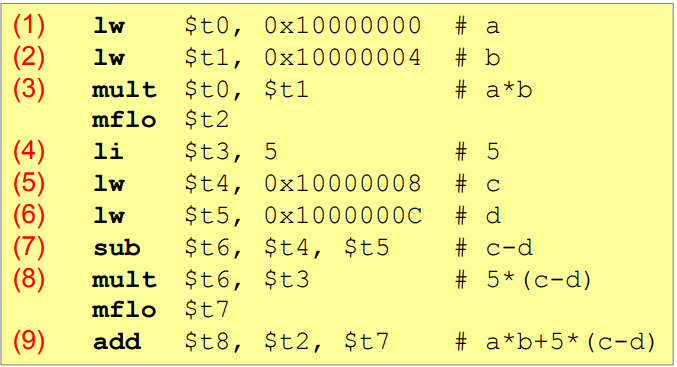 (1) lw $t0, 0x10000000 # a
(2) lw $t1, 0x10000004 # b
(3) mult $t0, $t1 # a*b
mflo $t2
(4) li $t3, 5 # 5
(5) lw $t4, 0x10000008 # c
(6) lw $t5, 0x1000000C # d
(7) sub $t6, $t4, $t5 # c-d
(8) mult $t6, $t3 # 5*(c-d)
mflo $t7
(9) add $t8, $t2, $t7 # a*b+5*(c-d)